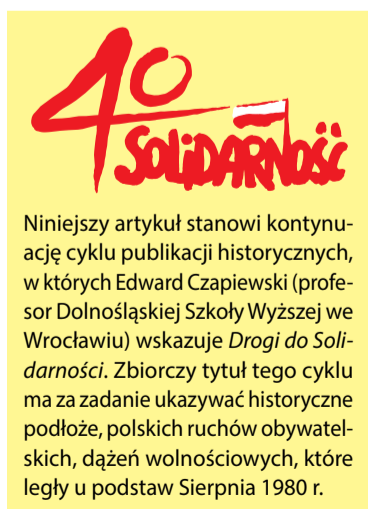 40
SOLiDARNOŚĆ
Niniejszy artykuł stanowi kontynu-
ację cyklu publikacji historycznych,
w których Edward Czapiewski (profe-
sor Dolnośląskiej Szkoły Wyższej we
Wrocławiu) wskazuje Drogi do Soli-
darności. Zbiorczy tytuł tego cyklu
ma za zadanie ukazywać historyczne
podłoże, polskich ruchów obywatel-
skich, dążeń wolnościowych, które
legły u podstaw Sierpnia 1980 r.